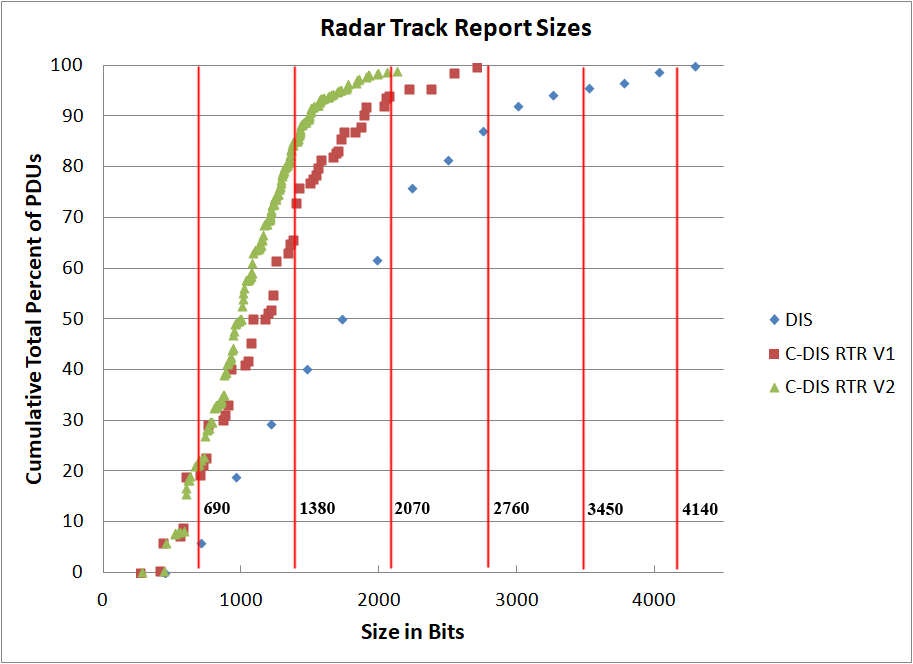 Radar Track Report Sizes
100
90
80
70
60
50
40
30
20
10
0
Cumulative Total Percent of PDUs
690 1380 2070 2760 3450 4140
0 1000 2000 3000 4000
Size in Bits
DIS
C-DIS RTR V1
C-DIS RTR V2